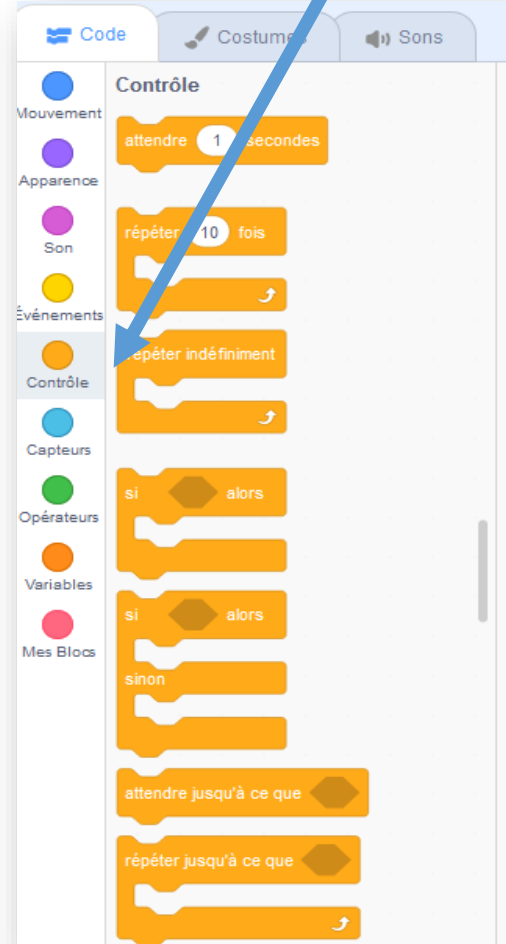 Code
Costumes
Sons
Mouvement
Apparence
Son
Événements
Contrôle
Capteurs
Opérateurs
Variables
Mes Blocs
Contrôle
attendre 1 secondes
répéter 10 fois
répéter indéfiniment
si alors
si alors
sinon
attendre jusqu'à ce que
répéter jusqu'à ce que